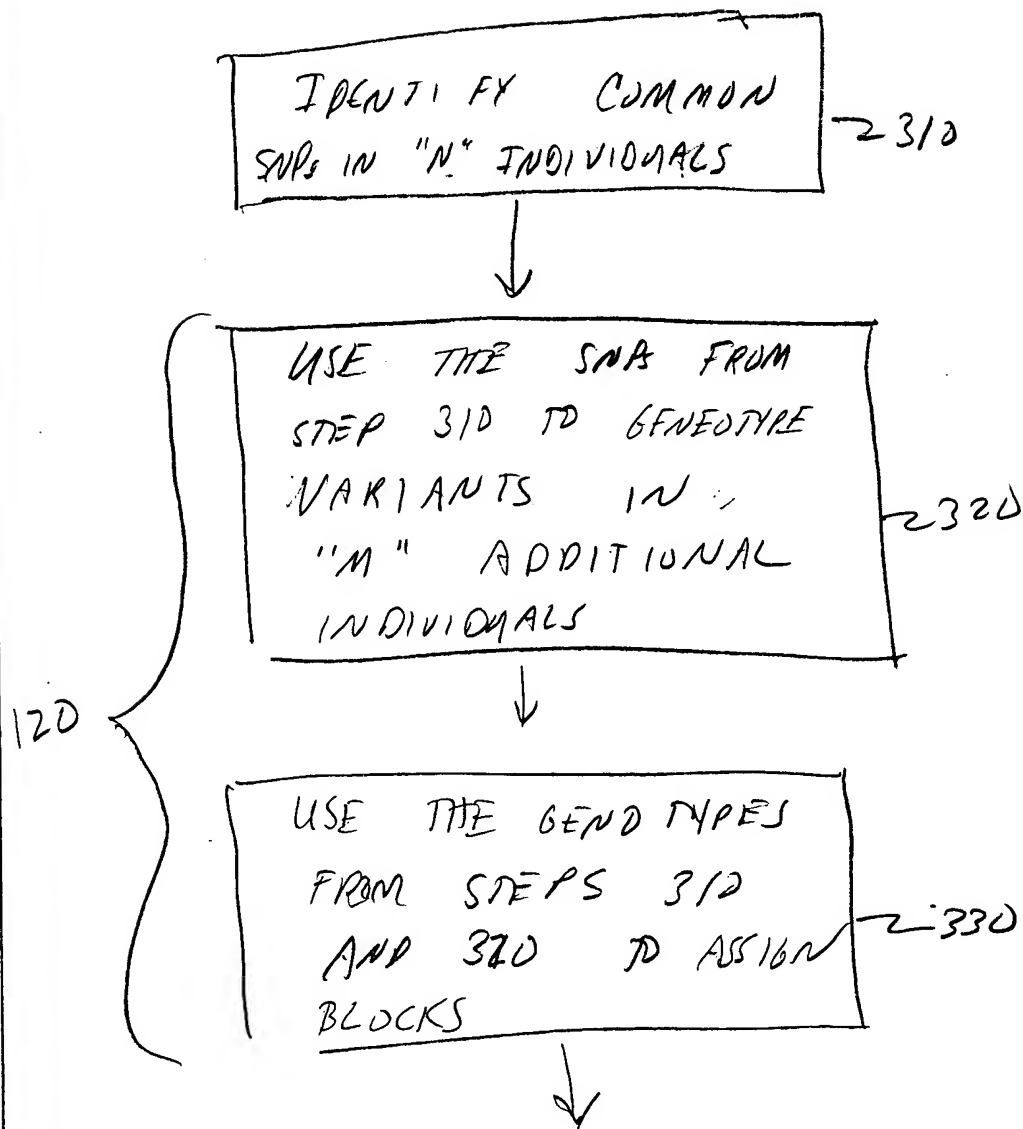 IDENTIFY COMMON
SNPs IN "N" INDIVIDUALS
310
USE THE SNPs FROM
STEP 310 TO GENEOTYPE
VARIANTS IN
"M" ADDITIONAL
INDIVIDUALS
320
120
USE THE GENOTYPES
FROM STEPS 310
AND 320 TO ASSIGN
BLOCKS
330